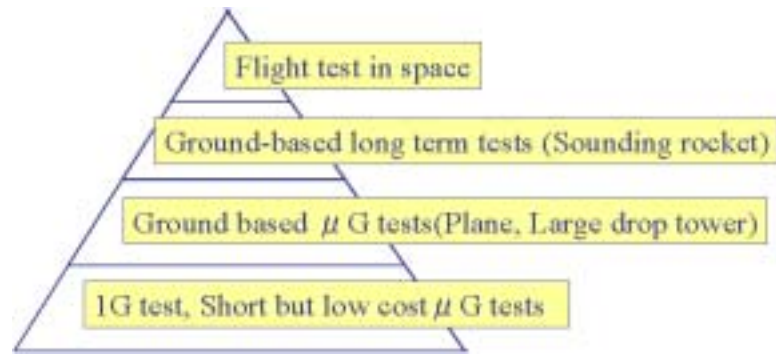 Flight test in space
Ground-based long term tests (Sounding rocket)
Ground based μ G tests(Plane, Large drop tower)
1G test, Short but low cost μ G tests